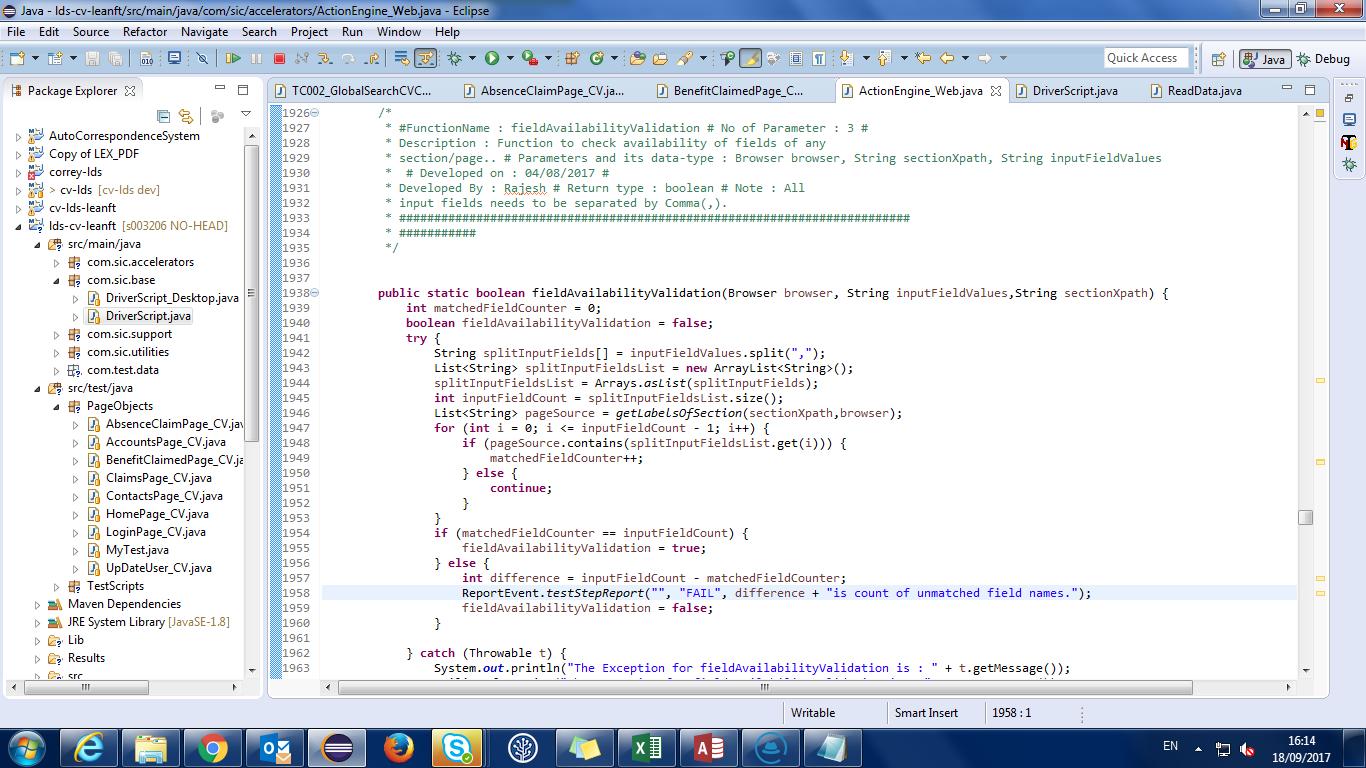 Java - lds-cv-leanft/src/main/java/com/sic/accelerators/ActionEngine_Web.java - Eclipse
File Edit Source Refactor Navigate Search Project Run Window Help
Quick Access Java Debug
Package Explorer
AutoCorrespondenceSystem
Copy of LEX_PDF
correy-lds
> cv-lds [cv-lds dev]
cv-lds-leanft
lds-cv-leanft [s003206 NO-HEAD]
src/main/java
com.sic.accelerators
com.sic.base
DriverScript_Desktop.java
DriverScript.java
com.sic.support
com.sic.utilities
com.test.data
src/test/java
PageObjects
AbsenceClaimPage_CV.jav
AccountsPage_CV.java
BenefitClaimedPage_CV.ja
ClaimsPage_CV.java
ContactsPage_CV.java
HomePage_CV.java
LoginPage_CV.java
MyTest.java
UpDateUser_CV.java
TestScripts
Maven Dependencies
JRE System Library [JavaSE-1.8]
Lib
Results
src
TC002_GlobalSearchCVC... AbsenceClaimPage_CV.ja... BenefitClaimedPage_C... ActionEngine_Web.java DriverScript.java ReadData.java
1926 /*
1927 * #FunctionName : fieldAvailabilityValidation # No of Parameter : 3 #
1928 * Description : Function to check availability of fields of any
1929 * section/page.. # Parameters and its data-type : Browser browser, String sectionXpath, String inputFieldValues
1930 * # Developed on : 04/08/2017 #
1931 * Developed By : Rajesh # Return type : boolean # Note : All
1932 * input fields needs to be separated by Comma(,).
1933 * #########################################################################
1934 * ###########
1935 */
1936
1937
1938 public static boolean fieldAvailabilityValidation(Browser browser, String inputFieldValues,String sectionXpath) {
1939 int matchedFieldCounter = 0;
1940 boolean fieldAvailabilityValidation = false;
1941 try {
1942 String splitInputFields[] = inputFieldValues.split(",");
1943 List<String> splitInputFieldsList = new ArrayList<String>();
1944 splitInputFieldsList = Arrays.asList(splitInputFields);
1945 int inputFieldCount = splitInputFieldsList.size();
1946 List<String> pageSource = getLabelsOfSection(sectionXpath,browser);
1947 for (int i = 0; i <= inputFieldCount - 1; i++) {
1948 if (pageSource.contains(splitInputFieldsList.get(i))) {
1949 matchedFieldCounter++;
1950 } else {
1951 continue;
1952 }
1953 }
1954 if (matchedFieldCounter == inputFieldCount) {
1955 fieldAvailabilityValidation = true;
1956 } else {
1957 int difference = inputFieldCount - matchedFieldCounter;
1958 ReportEvent.testStepReport("", "FAIL", difference + "is count of unmatched field names.");
1959 fieldAvailabilityValidation = false;
1960 }
1961
1962 } catch (Throwable t) {
1963 System.out.println("The Exception for fieldAvailabilityValidation is : " + t.getMessage());
Writable Smart Insert 1958 : 1
EN 16:14
18/09/2017